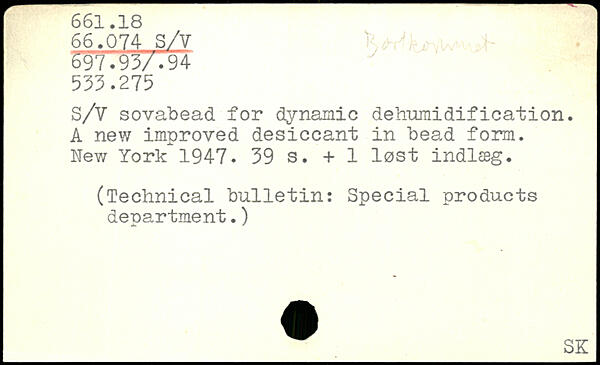 661.18
66.074 S/V
Bortkommet
697.93/.94
533.275
S/V sovabead for dynamic dehumidification.
A new improved desiccant in bead form.
New York 1947. 39 s. + 1 løst indlæg.
(Technical bulletin: Special products
department.)
SK